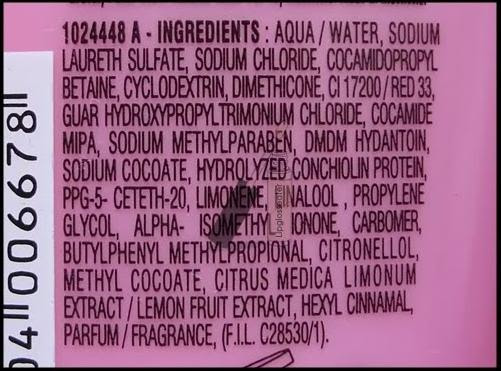 1024448 A - INGREDIENTS : AQUA / WATER, SODIUM
LAURETH SULFATE, SODIUM CHLORIDE, COCAMIDOPROPYL
BETAINE, CYCLODEXTRIN, DIMETHICONE, CI 17200 / RED 33,
GUAR HYDROXYPROPYLTRIMONIUM CHLORIDE, COCAMIDE
MIPA, SODIUM METHYLPARABEN, DMDM HYDANTOIN,
SODIUM COCOATE, HYDROLYZED CONCHIOLIN PROTEIN,
PPG-5- CETETH-20, LIMONENE, LINALOOL , PROPYLENE
GLYCOL, ALPHA- ISOMETHYL IONONE, CARBOMER,
BUTYLPHENYL METHYLPROPIONAL, CITRONELLOL,
METHYL COCOATE, CITRUS MEDICA LIMONUM
EXTRACT / LEMON FRUIT EXTRACT, HEXYL CINNAMAL,
PARFUM / FRAGRANCE, (F.I.L. C28530/1).
04 006678